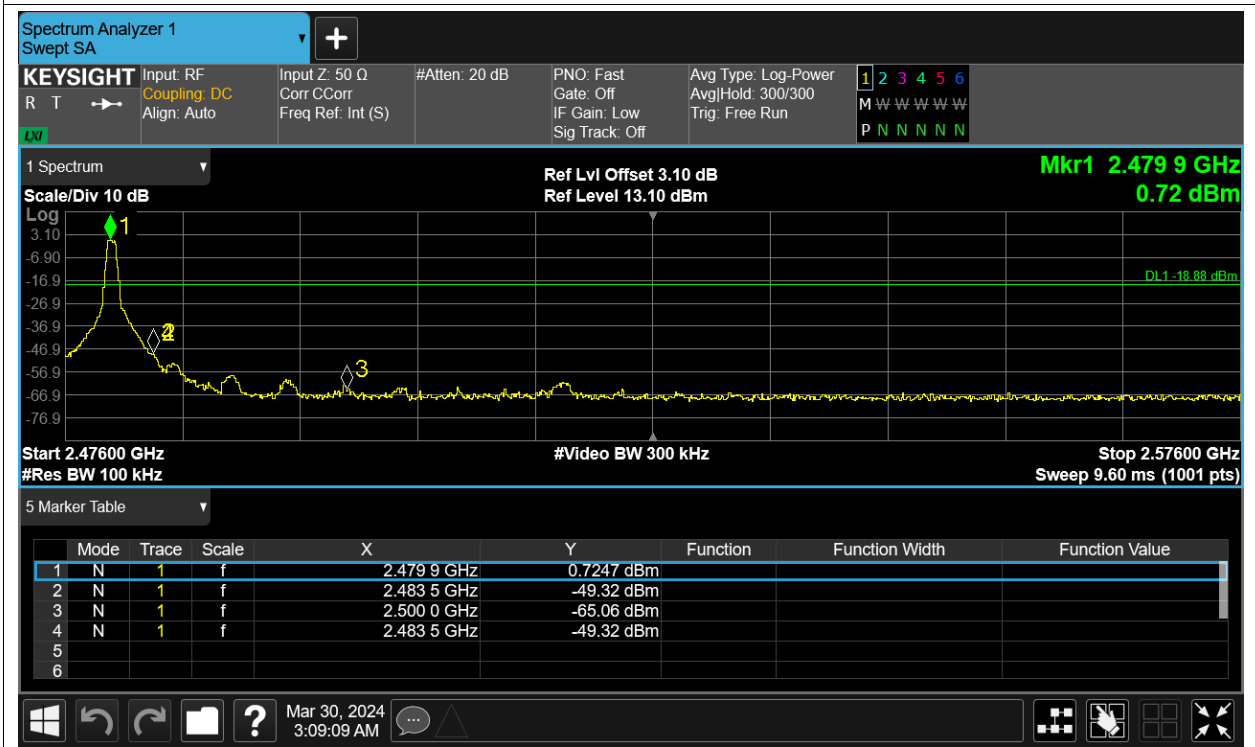 Spectrum Analyzer 1
Swept SA
+
KEYSIGHT
R T
LXI
Input: RF
Coupling: DC
Align: Auto
Input Z: 50 Ω
Corr CCorr
Freq Ref: Int (S)
#Atten: 20 dB
PNO: Fast
Gate: Off
IF Gain: Low
Sig Track: Off
Avg Type: Log-Power
Avg|Hold: 300/300
Trig: Free Run
1 2 3 4 5 6
M W W W W W W
P N N N N N N
1 Spectrum
Scale/Div 10 dB
Ref Lvl Offset 3.10 dB
Ref Level 13.10 dBm
Mkr1 2.479 9 GHz
0.72 dBm
Log
3.10
-6.90
-16.9
-26.9
-36.9
-46.9
-56.9
-66.9
-76.9
1
2
3
DL1 -18.88 dBm
Start 2.47600 GHz
#Res BW 100 kHz
#Video BW 300 kHz
Stop 2.57600 GHz
Sweep 9.60 ms (1001 pts)
5 Marker Table
Mode Trace Scale X Y Function Function Width Function Value
1 N 1 f 2.479 9 GHz 0.7247 dBm
2 N 1 f 2.483 5 GHz -49.32 dBm
3 N 1 f 2.500 0 GHz -65.06 dBm
4 N 1 f 2.483 5 GHz -49.32 dBm
5
6
?
Mar 30, 2024
3:09:09 AM